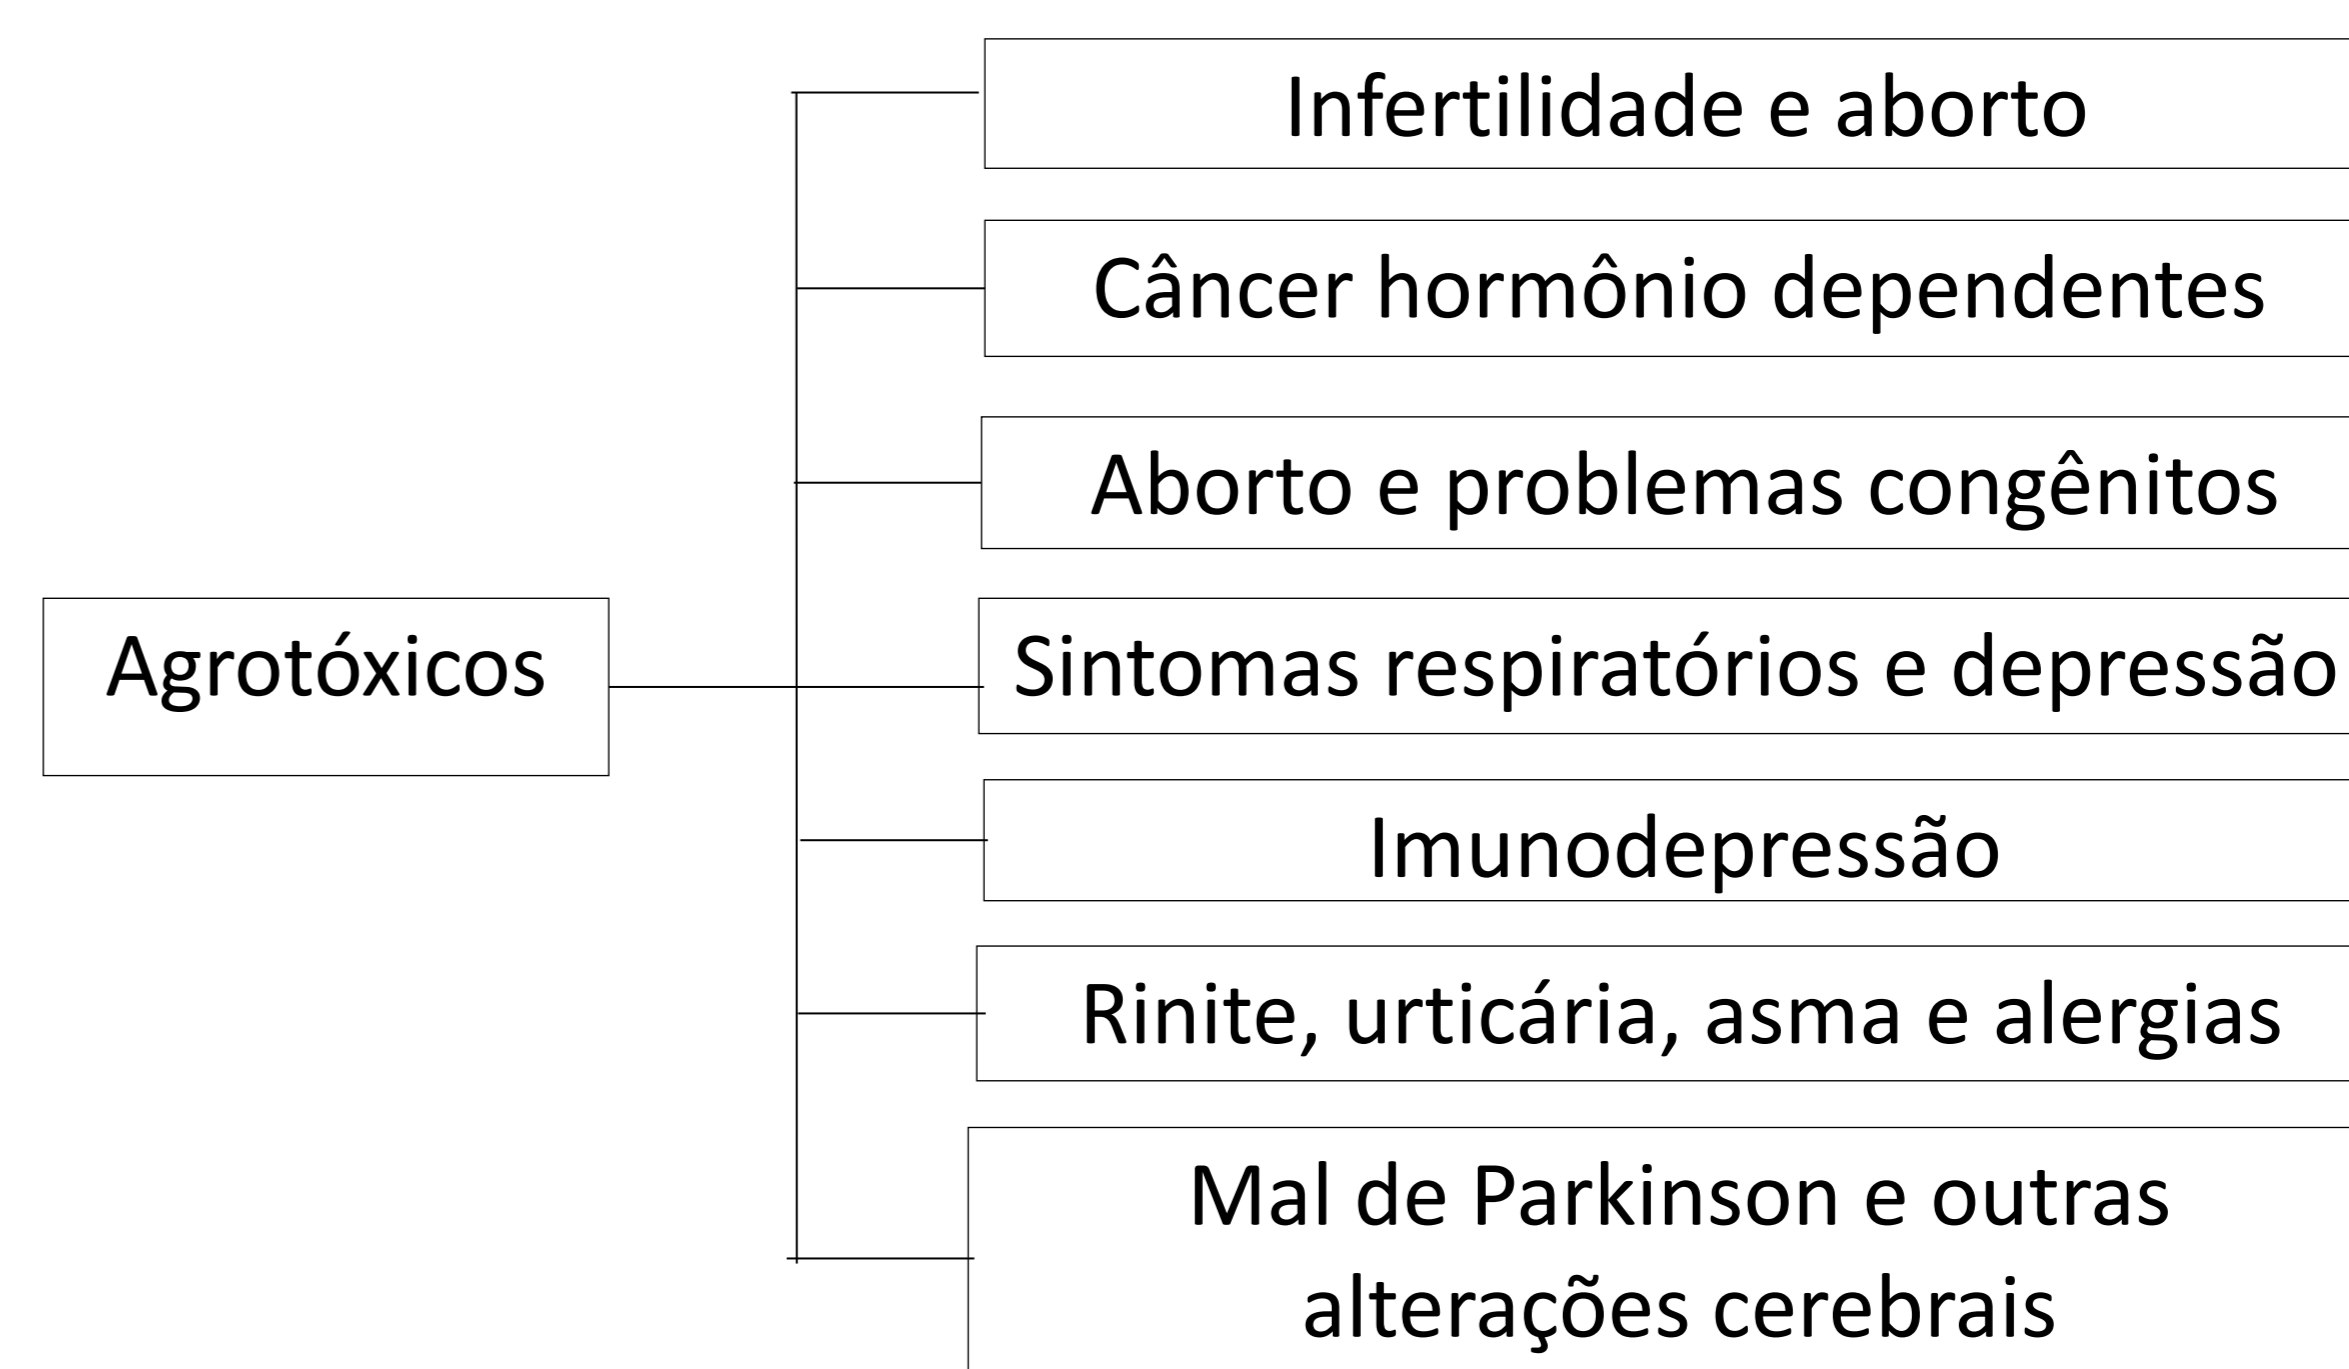 Infertilidade e aborto
Câncer hormônio dependentes
Aborto e problemas congênitos
Agrotóxicos
Sintomas respiratórios e depressão
Imunodepressão
Rinite, urticária, asma e alergias
Mal de Parkinson e outras
alterações cerebrais